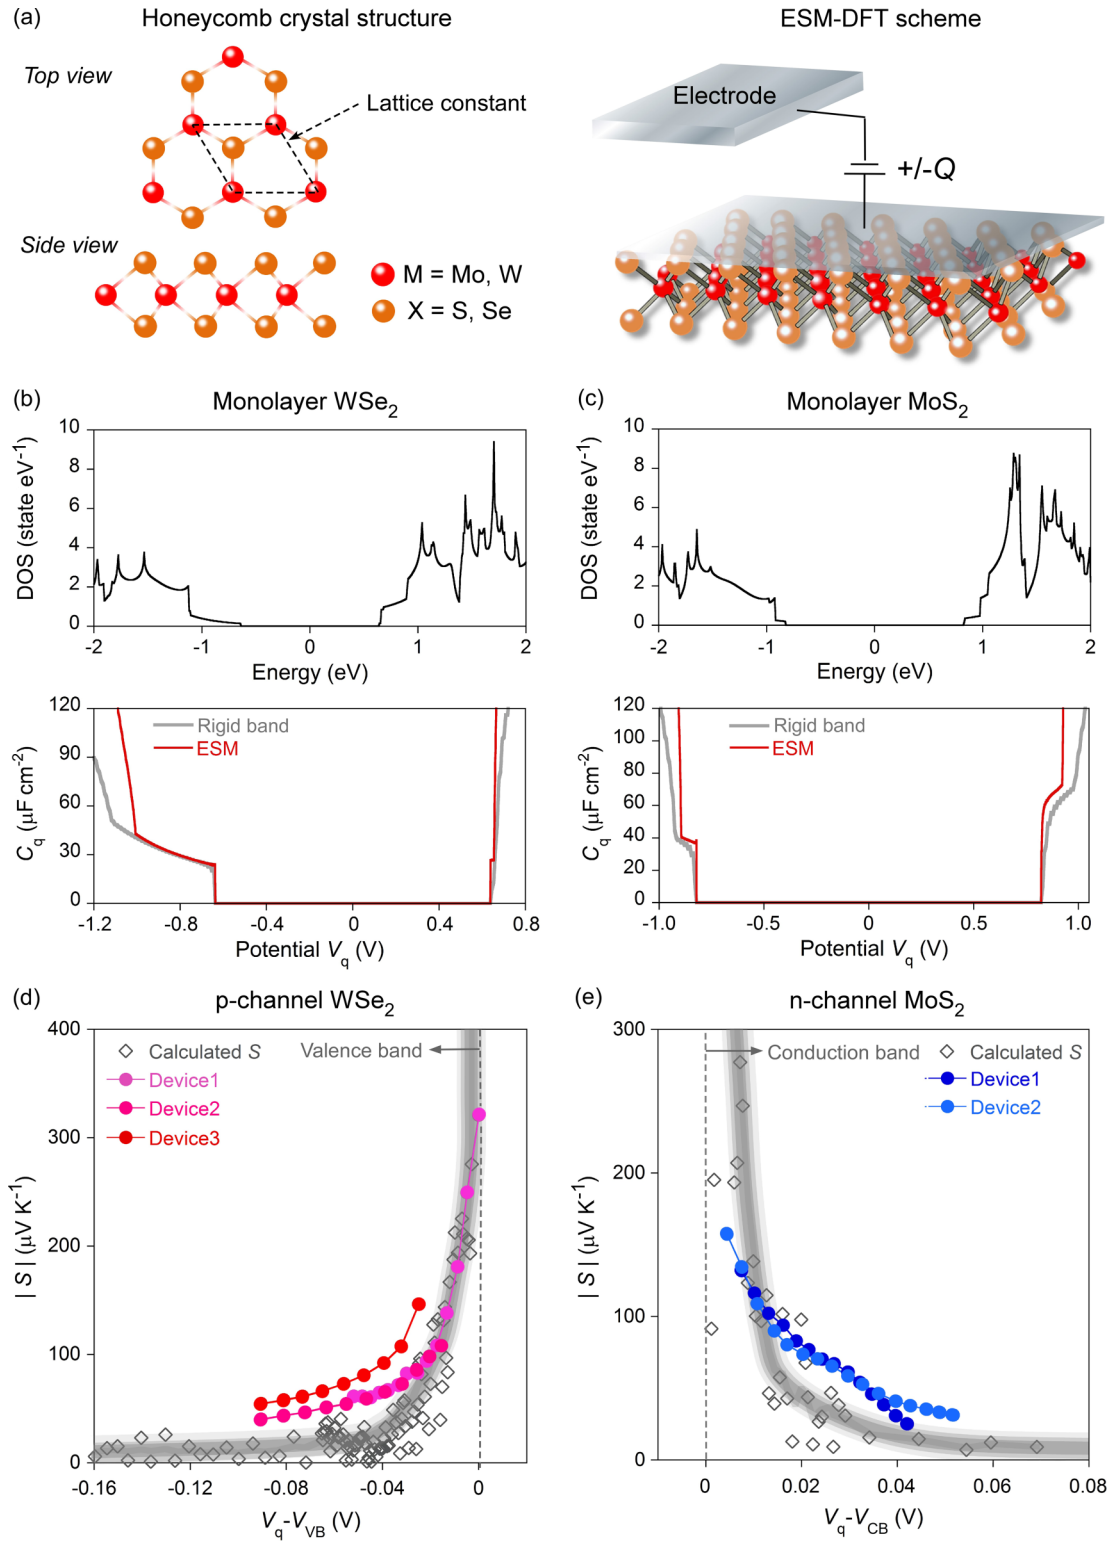 (a)
Honeycomb crystal structure
ESM-DFT scheme
Top view
Lattice constant
Electrode
+/-Q
Side view
M = Mo, W
X = S, Se
(b)
Monolayer WSe2
DOS (state eV-1)
10
8
6
4
2
0
-2
-1
0
1
2
Energy (eV)
Cq (µF cm-2)
120
90
60
30
0
Rigid band
ESM
-1.2
-0.8
-0.4
0
0.4
0.8
Potential Vq (V)
(c)
Monolayer MoS2
DOS (state eV-1)
10
8
6
4
2
0
-2
-1
0
1
2
Energy (eV)
Cq (µF cm-2)
120
100
80
60
40
20
0
Rigid band
ESM
-1.0
-0.5
0
0.5
1.0
Potential Vq (V)
(d)
p-channel WSe2
| S | (µV K-1)
400
300
200
100
0
Calculated S
Device1
Device2
Device3
Valence band
-0.16
-0.12
-0.08
-0.04
0
Vq-VVB (V)
(e)
n-channel MoS2
| S | (µV K-1)
300
200
100
0
Conduction band
Calculated S
Device1
Device2
0
0.02
0.04
0.06
0.08
Vq-VCB (V)